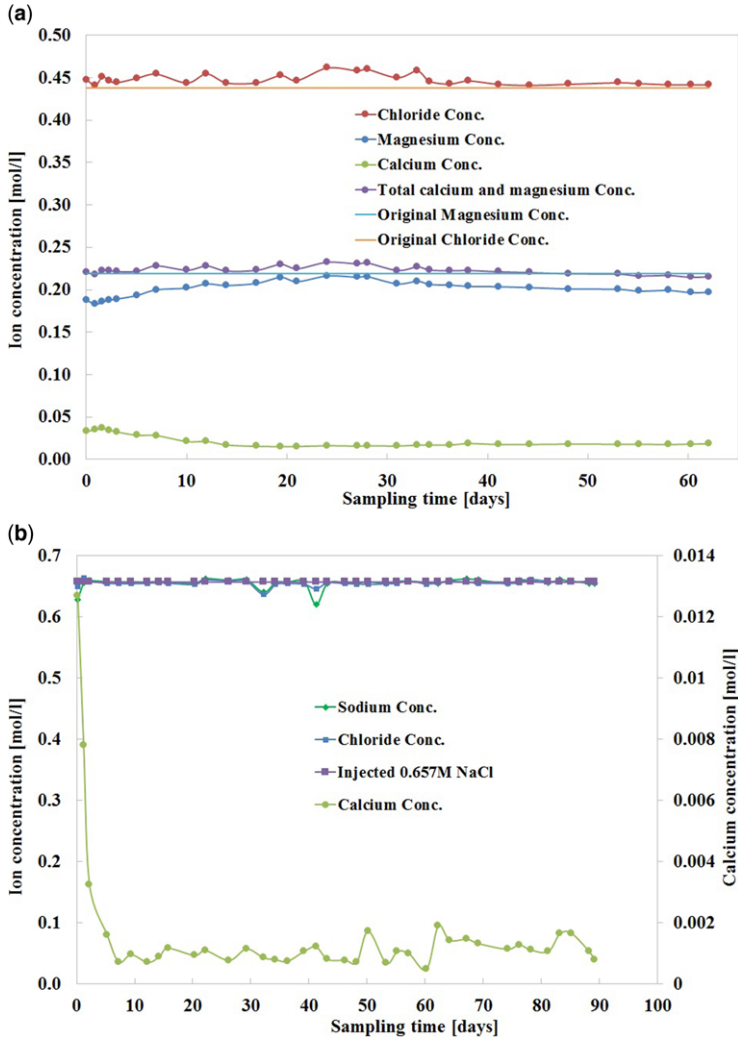 (a)
0.50
0.45
0.40
0.35
0.30
0.25
0.20
0.15
0.10
0.05
0.00
Ion concentration [mol/l]
Chloride Conc.
Magnesium Conc.
Calcium Conc.
Total calcium and magnesium Conc.
Original Magnesium Conc.
Original Chloride Conc.
0 10 20 30 40 50 60
Sampling time [days]
(b)
0.7
0.6
0.5
0.4
0.3
0.2
0.1
0.0
Ion concentration [mol/l]
Sodium Conc.
Chloride Conc.
Injected 0.657M NaCl
Calcium Conc.
0.014
0.012
0.01
0.008
0.006
0.004
0.002
0
Calcium concentration [mol/l]
0 10 20 30 40 50 60 70 80 90 100
Sampling time [days]